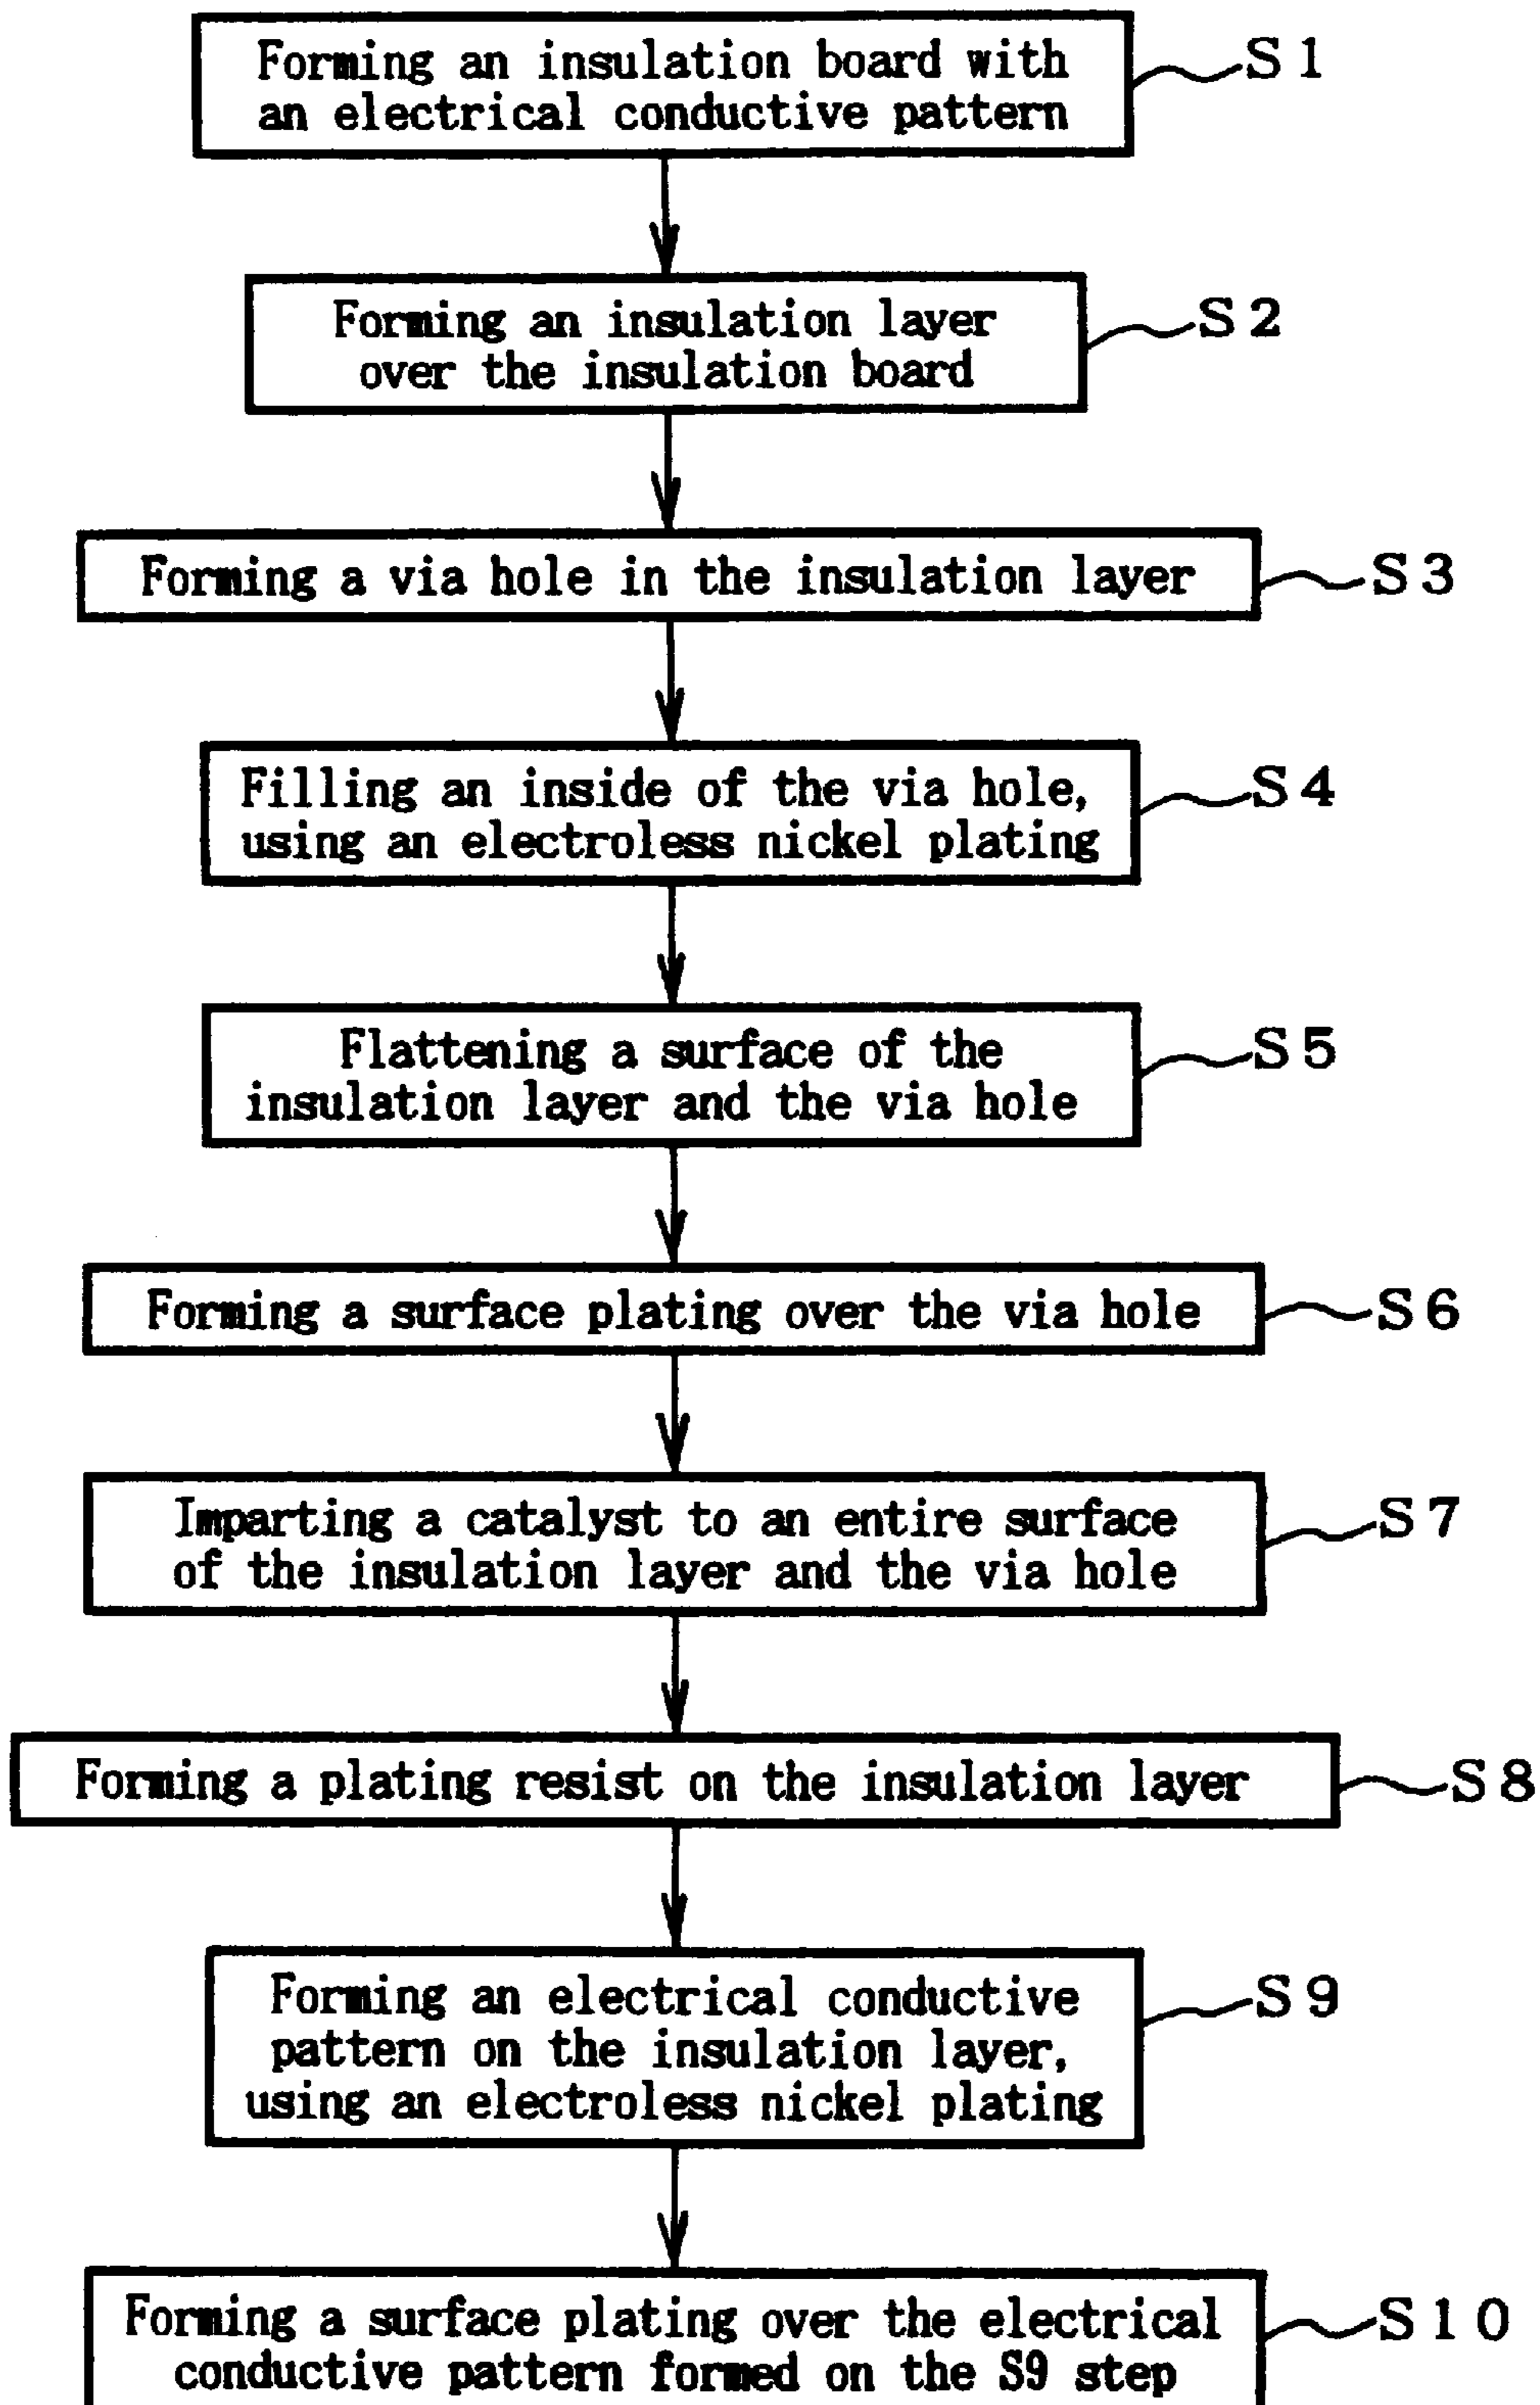 Forming an insulation board with
an electrical conductive pattern
S1
Forming an insulation layer
over the insulation board
S2
Forming a via hole in the insulation layer
S3
Filling an inside of the via hole,
using an electroless nickel plating
S4
Flattening a surface of the
insulation layer and the via hole
S5
Forming a surface plating over the via hole
S6
Imparting a catalyst to an entire surface
of the insulation layer and the via hole
S7
Forming a plating resist on the insulation layer
S8
Forming an electrical conductive
pattern on the insulation layer,
using an electroless nickel plating
S9
Forming a surface plating over the electrical
conductive pattern formed on the S9 step
S10